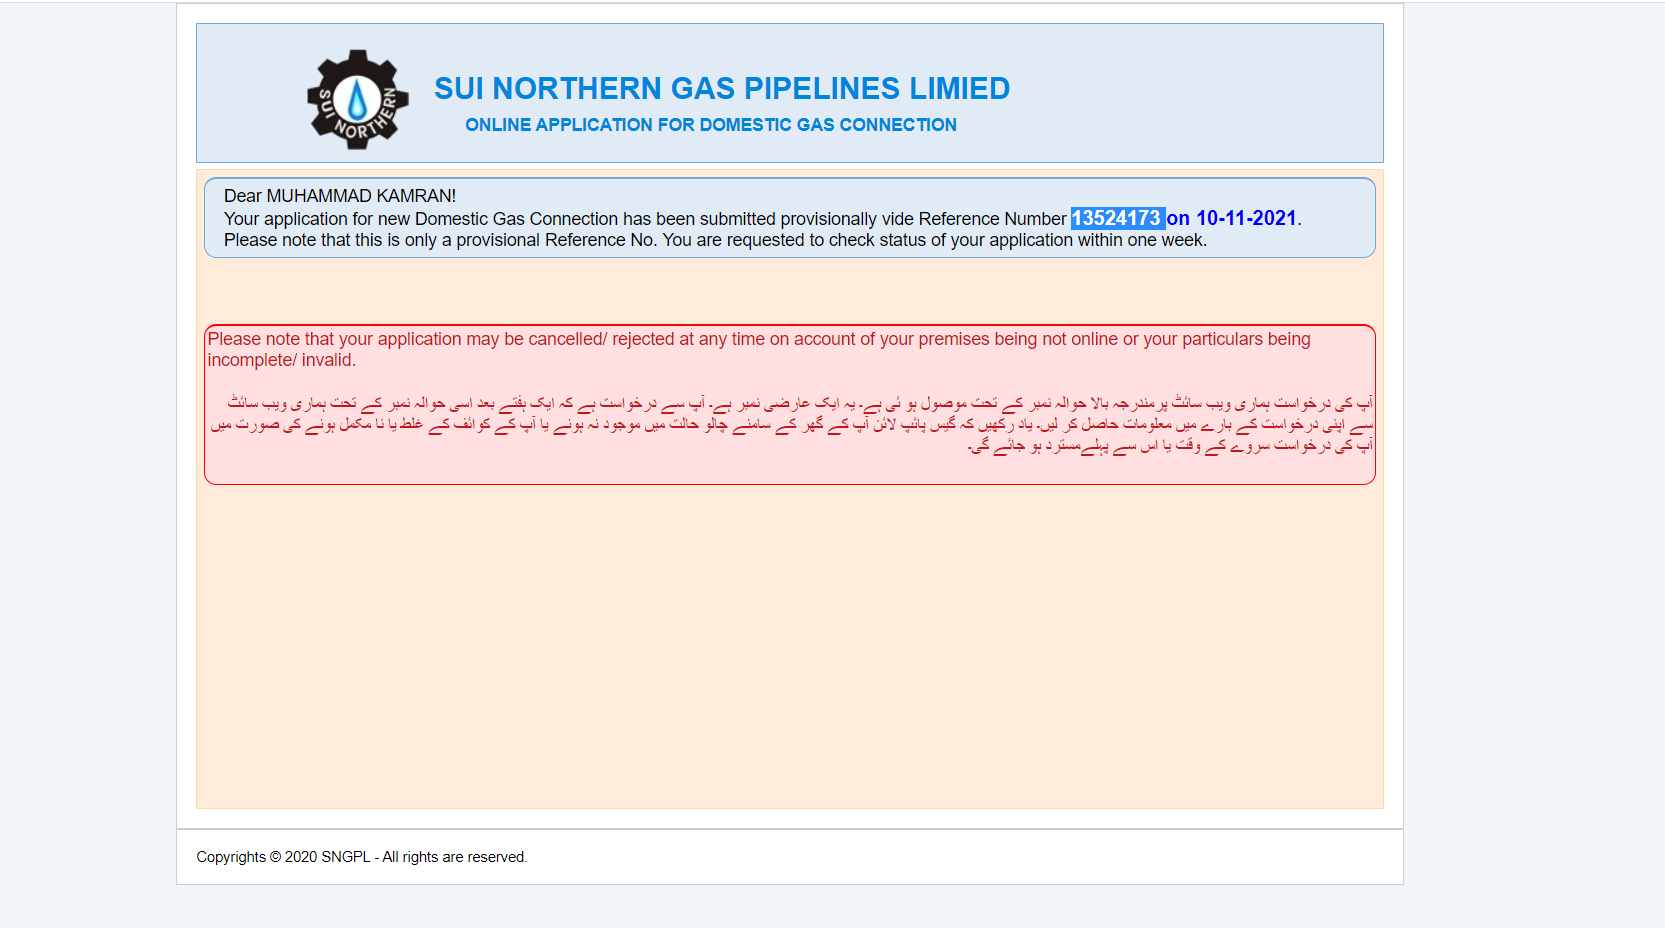 SUI NORTHERN
SUI NORTHERN GAS PIPELINES LIMIED
ONLINE APPLICATION FOR DOMESTIC GAS CONNECTION
Dear MUHAMMAD KAMRAN!
Your application for new Domestic Gas Connection has been submitted provisionally vide Reference Number 13524173 on 10-11-2021.
Please note that this is only a provisional Reference No. You are requested to check status of your application within one week.
Please note that your application may be cancelled/ rejected at any time on account of your premises being not online or your particulars being
incomplete/ invalid.
آپ کی درخواست ہماری ویب سائٹ پرمندرجہ بالا حوالہ نمبر کے تحت موصول ہو ئی ہے۔ یہ ایک عارضی نمبر ہے۔ آپ سے درخواست ہے کہ ایک ہفتے بعد اسی حوالہ نمبر کے تحت ہماری ویب سائٹ
سے اپنی درخواست کے بارے میں معلومات حاصل کر لیں۔ یاد رکھیں کہ گیس پائپ لائن آپ کے گھر کے سامنے چالو حالت میں موجود نہ ہونے یا آپ کے کوائف کے غلط یا نا مکمل ہونے کی صورت میں
آپ کی درخواست سروے کے وقت یا اس سے پہلےمسترد ہو جائے گی۔
Copyrights © 2020 SNGPL - All rights are reserved.